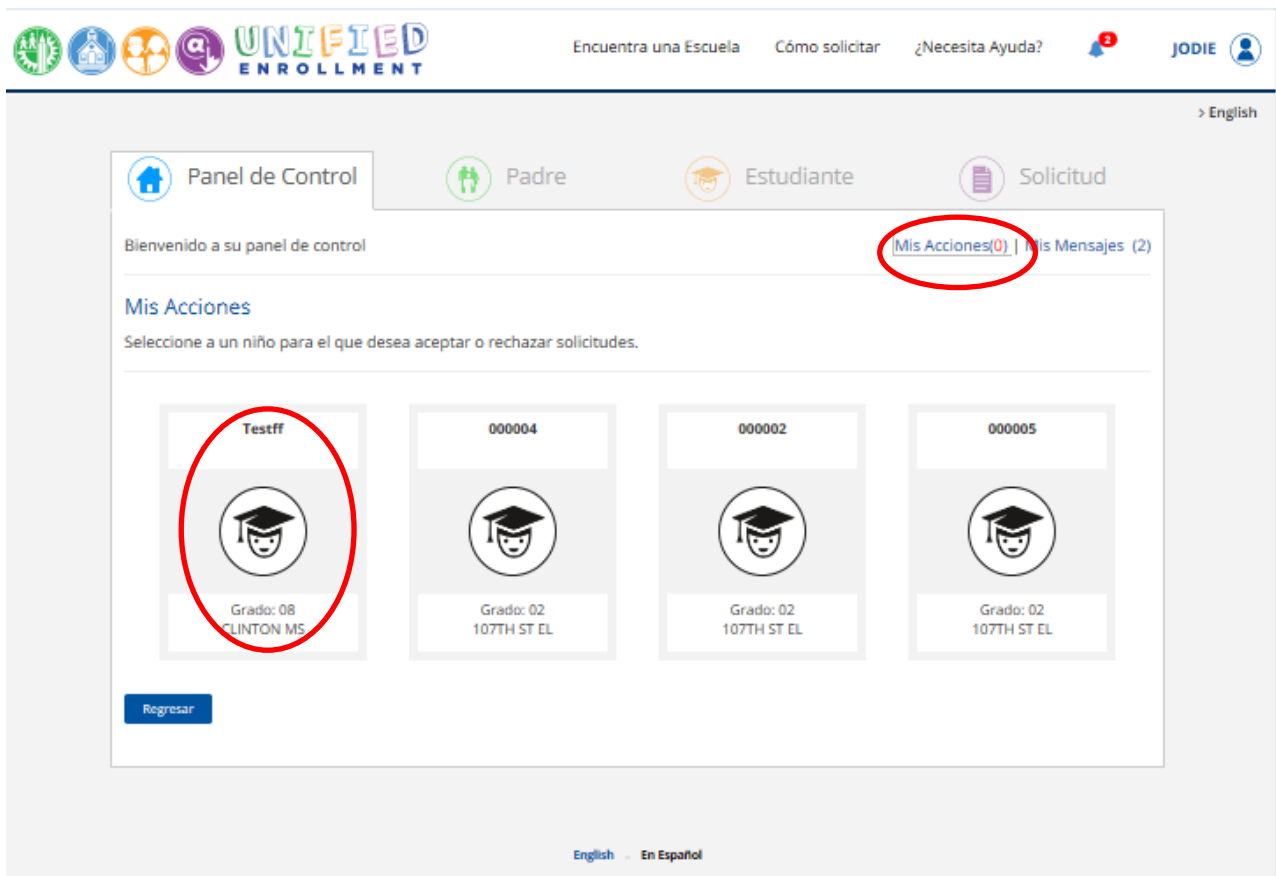 UNIFIED
ENROLLMENT
Encuentra una Escuela Cómo solicitar ¿Necesita Ayuda? 2 JODIE
> English
Panel de Control Padre Estudiante Solicitud
Bienvenido a su panel de control Mis Acciones(0) | Mis Mensajes (2)
Mis Acciones
Seleccione a un niño para el que desea aceptar o rechazar solicitudes.
Testff 000004 000002 000005
Grado: 08 Grado: 02 Grado: 02 Grado: 02
CLINTON MS 107TH ST EL 107TH ST EL 107TH ST EL
Regresar
English - En Español